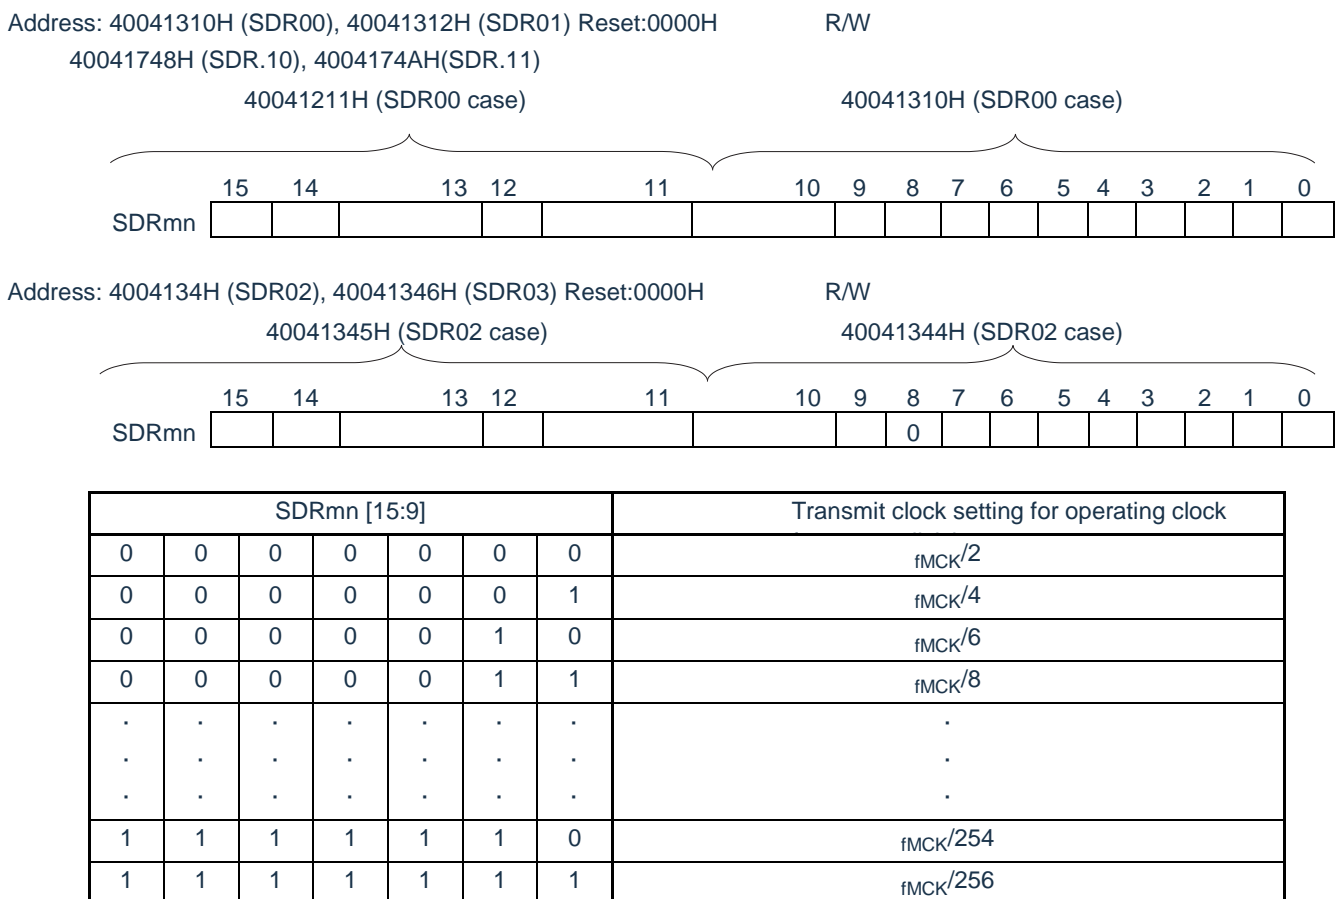 Address: 40041310H (SDR00), 40041312H (SDR01) Reset:0000H R/W
40041748H (SDR.10), 4004174AH(SDR.11)
40041211H (SDR00 case) 40041310H (SDR00 case)
15 14 13 12 11 10 9 8 7 6 5 4 3 2 1 0
SDRmn
Address: 4004134H (SDR02), 40041346H (SDR03) Reset:0000H R/W
40041345H (SDR02 case) 40041344H (SDR02 case)
15 14 13 12 11 10 9 8 7 6 5 4 3 2 1 0
SDRmn 0
SDRmn [15:9] Transmit clock setting for operating clock
0 0 0 0 0 0 0 fMCK/2
0 0 0 0 0 0 1 fMCK/4
0 0 0 0 0 1 0 fMCK/6
0 0 0 0 0 1 1 fMCK/8
. . . . . . . .
. . . . . . . .
. . . . . . . .
1 1 1 1 1 1 0 fMCK/254
1 1 1 1 1 1 1 fMCK/256